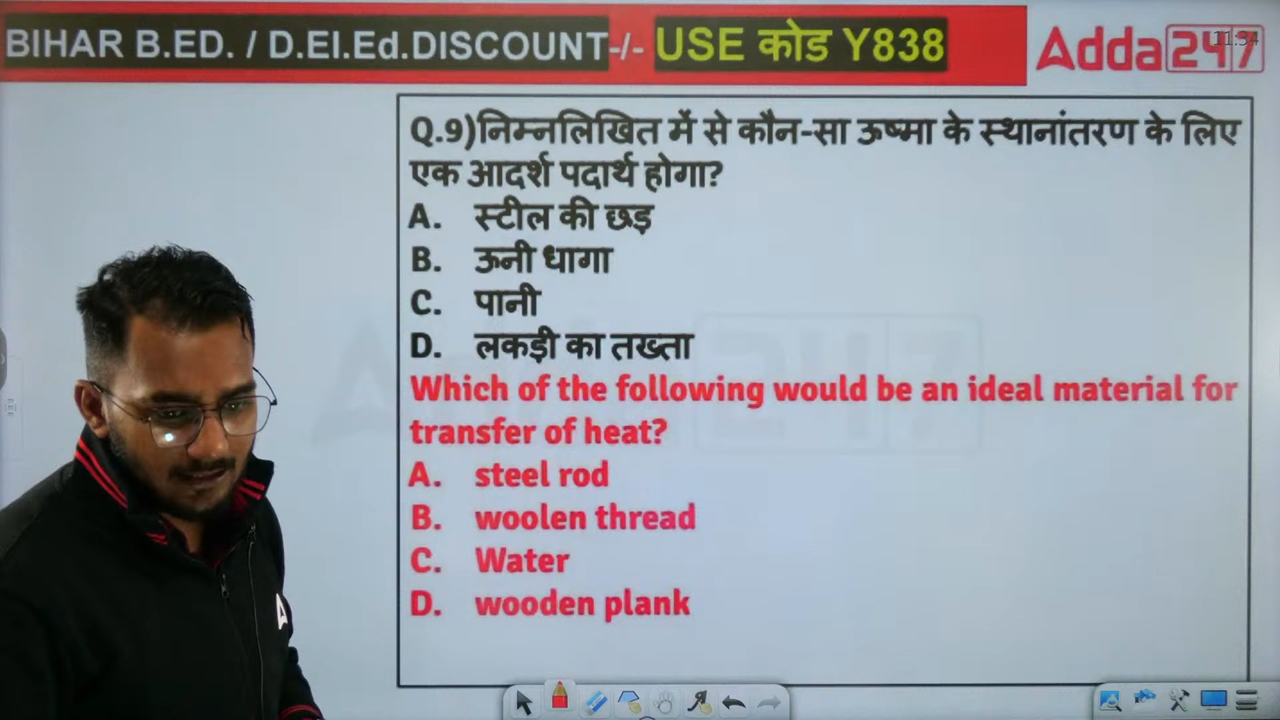 BIHAR B.ED. / D.El.Ed.DISCOUNT-/- USE कोड Y838
Adda247
11:34
Q.9)निम्नलिखित में से कौन-सा ऊष्मा के स्थानांतरण के लिए
एक आदर्श पदार्थ होगा?
A. स्टील की छड़
B. ऊनी धागा
C. पानी
D. लकड़ी का तख्ता
Which of the following would be an ideal material for
transfer of heat?
A. steel rod
B. woolen thread
C. Water
D. wooden plank